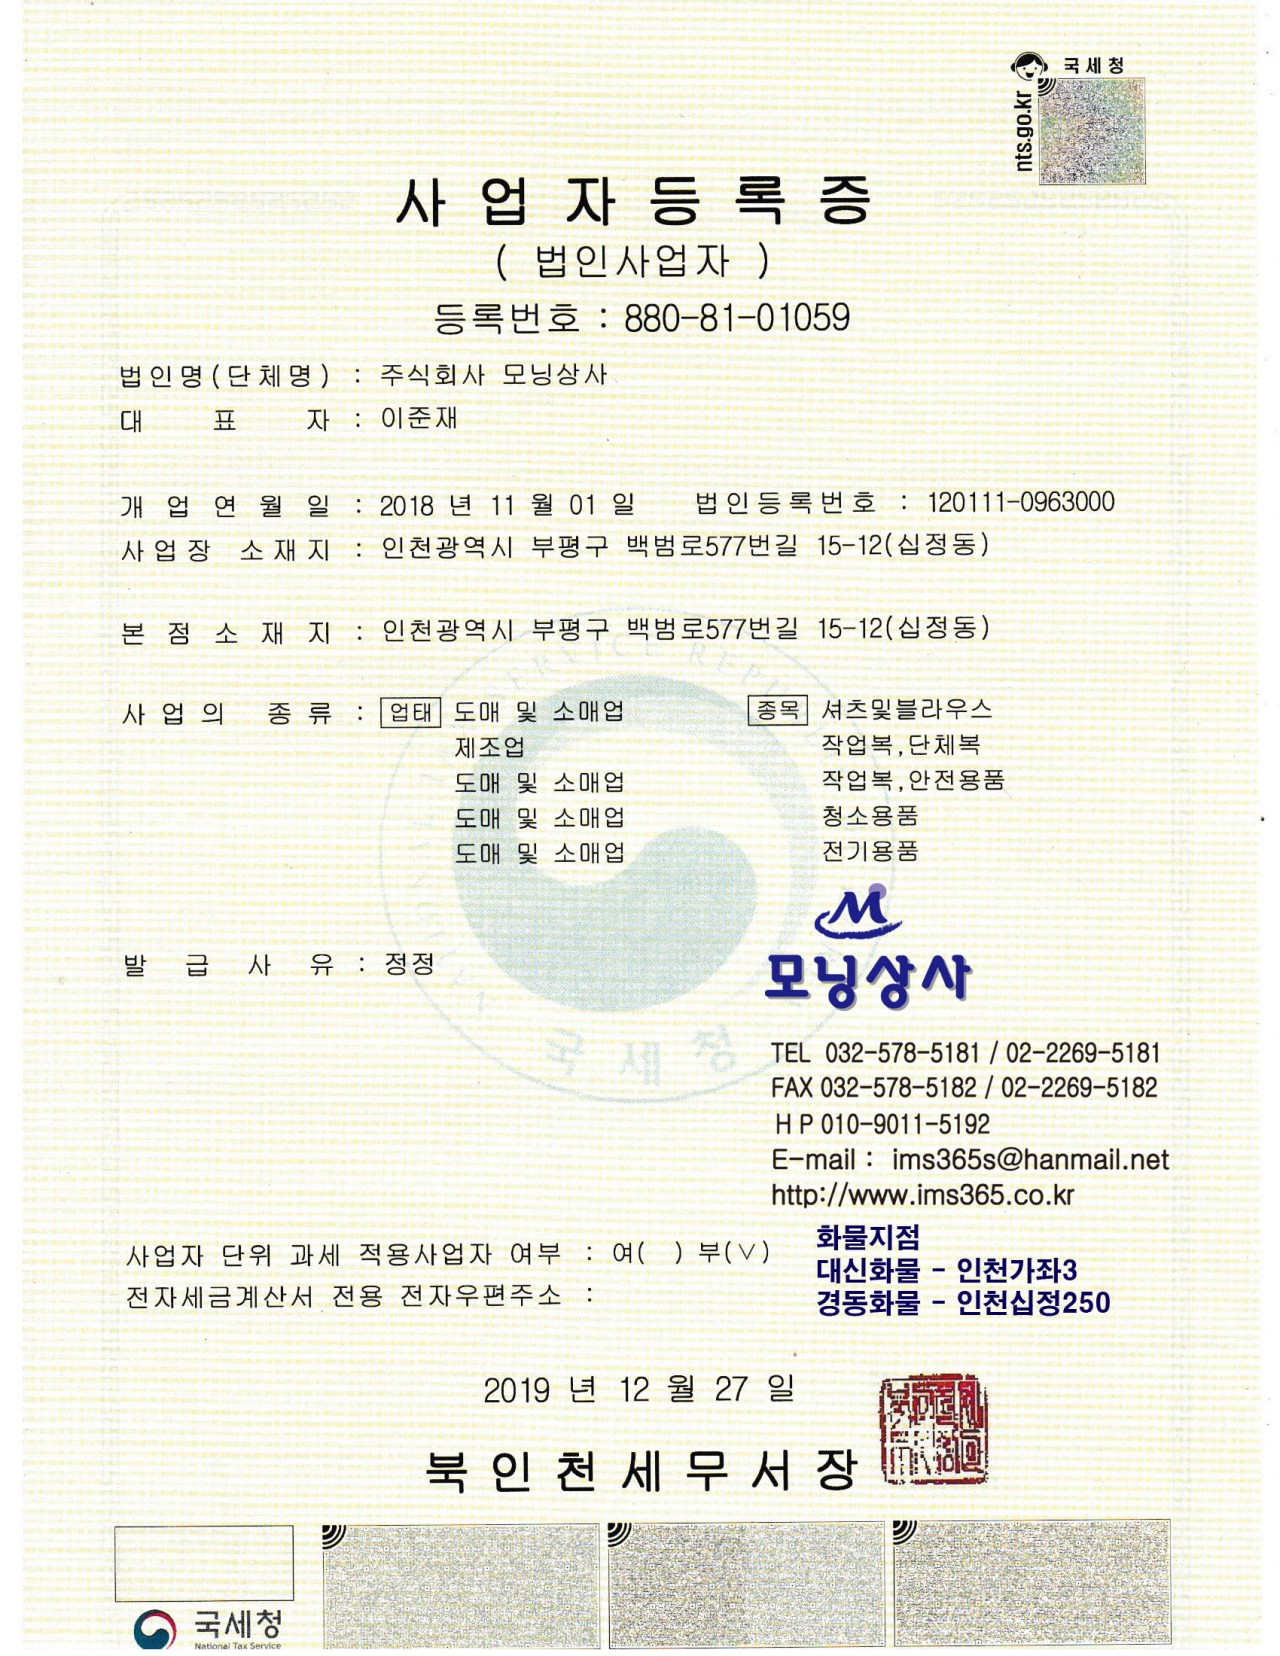 국세청
nts.go.kr
사업자등록증
( 법인사업자 )
등록번호 : 880-81-01059
법인명(단체명) : 주식회사 모닝상사
대 표 자 : 이준재
개업연월일 : 2018 년 11 월 01 일 법인등록번호 : 120111-0963000
사업장 소재지 : 인천광역시 부평구 백범로577번길 15-12(십정동)
본점소재지 : 인천광역시 부평구 백범로577번길 15-12(십정동)
사업의 종류 : 업태 도매 및 소매업 종목 셔츠및블라우스
제조업 작업복,단체복
도매 및 소매업 작업복,안전용품
도매 및 소매업 청소용품
도매 및 소매업 전기용품
M
모닝상사
발급사유 : 정정
국세청
TEL 032-578-5181 / 02-2269-5181
FAX 032-578-5182 / 02-2269-5182
H P 010-9011-5192
E-mail : ims365s@hanmail.net
http://www.ims365.co.kr
화물지점
대신화물 - 인천가좌3
경동화물 - 인천십정250
사업자 단위 과세 적용사업자 여부 : 여( ) 부(∨)
전자세금계산서 전용 전자우편주소 :
2019 년 12 월 27 일
북인천세무서장
국세청
National Tax Service